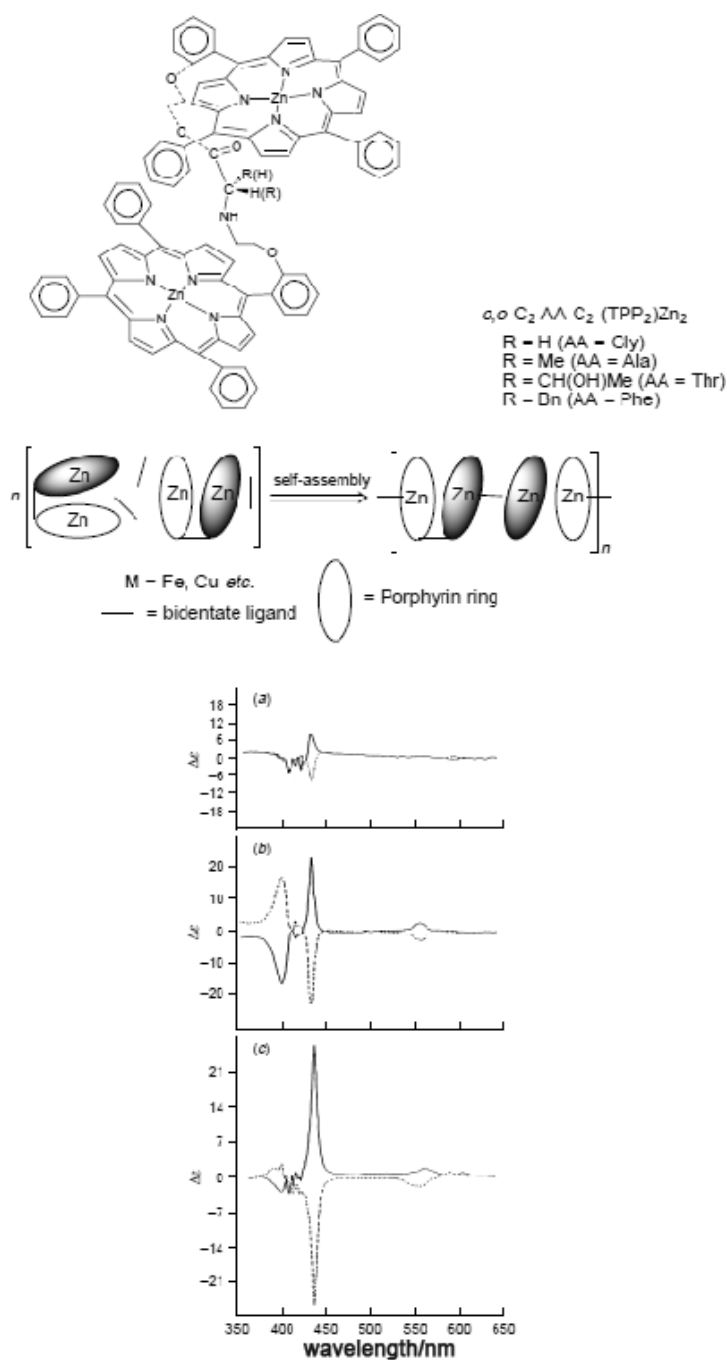 O
Zn
N
N
N
N
O
C
C=O
R(H)
C
H(R)
NH
O
N
N
Zn
N
N
c,o C2 ΛΛ C2 (TPP2)Zn2
R = H (AA = Gly)
R = Me (AA = Ala)
R = CH(OH)Me (AA = Thr)
R – Bn (AA – Phe)
n
Zn
Zn
Zn
Zn
self-assembly
Zn
Zn
Zn
Zn
n
M – Fe, Cu etc.
= bidentate ligand
= Porphyrin ring
(a)
18
12
6
0
−6
−12
−18
Δε
(b)
20
10
0
−10
−20
Δε
(c)
21
14
7
0
−7
−14
−21
Δε
350 400 450 500 550 600 650
wavelength/nm